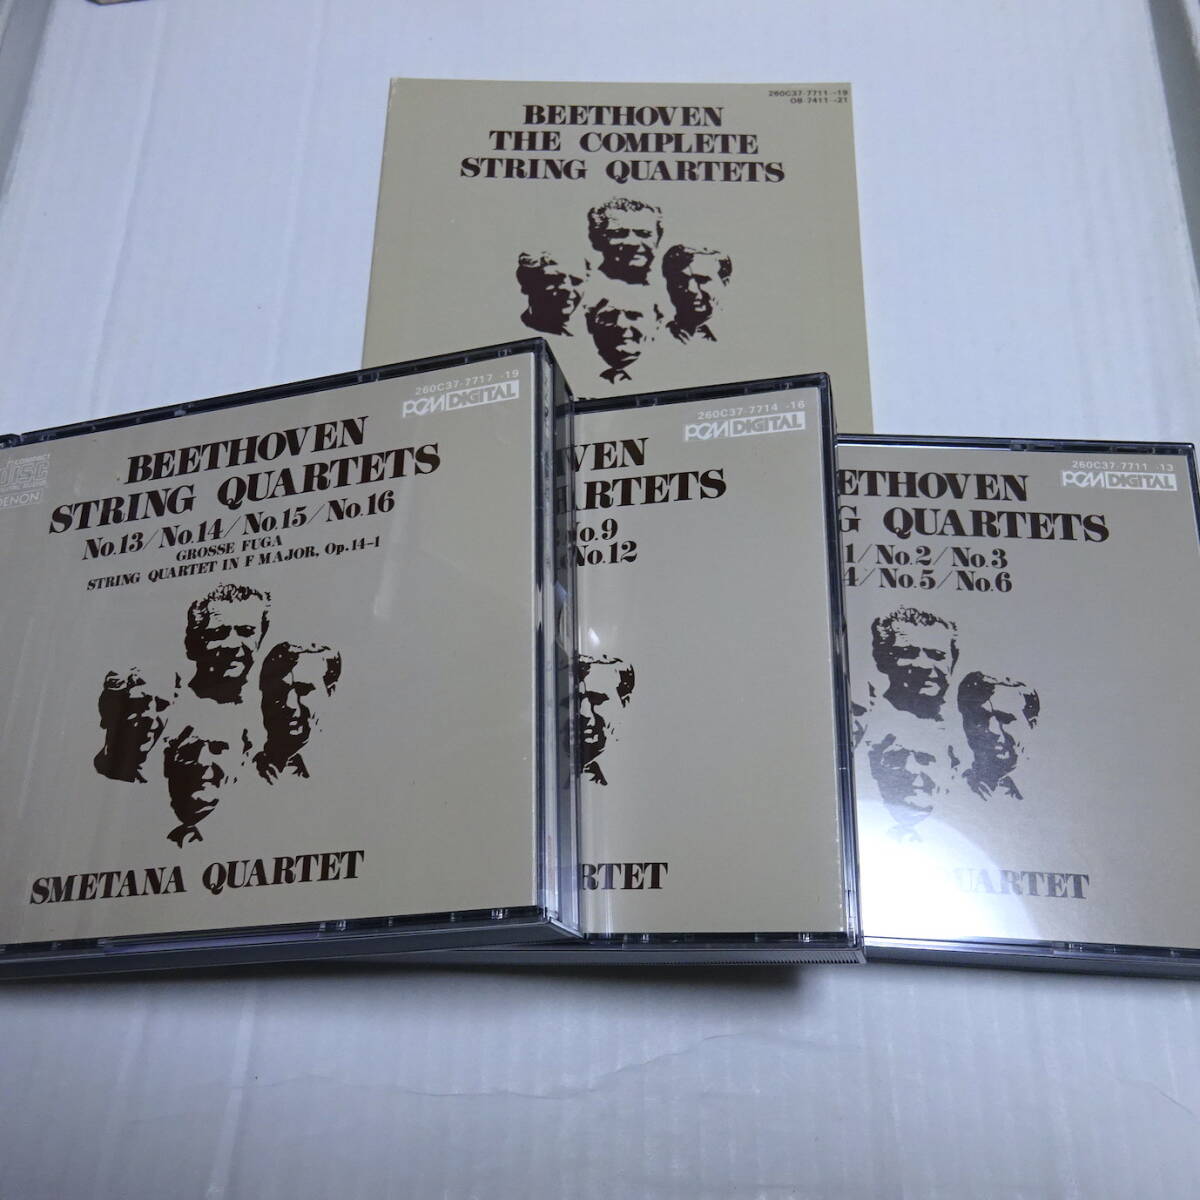 260C37-7711~19
OB-7411~21
BEETHOVEN
THE COMPLETE
STRING QUARTETS
260C37-7717 -19
PCM DIGITAL
COMPACT
disc
DENON
BEETHOVEN
STRING QUARTETS
No.13/No.14/No.15/No.16
GROSSE FUGA
STRING QUARTET IN F MAJOR, Op.14-1
SMETANA QUARTET
260C37-7714 -16
PCM DIGITAL
VEN
ARTETS
No.9
No.12
RTET
260C37-7711 -13
PCM DIGITAL
ETHOVEN
G QUARTETS
1/No.2/No.3
4/No.5/No.6
UARTET